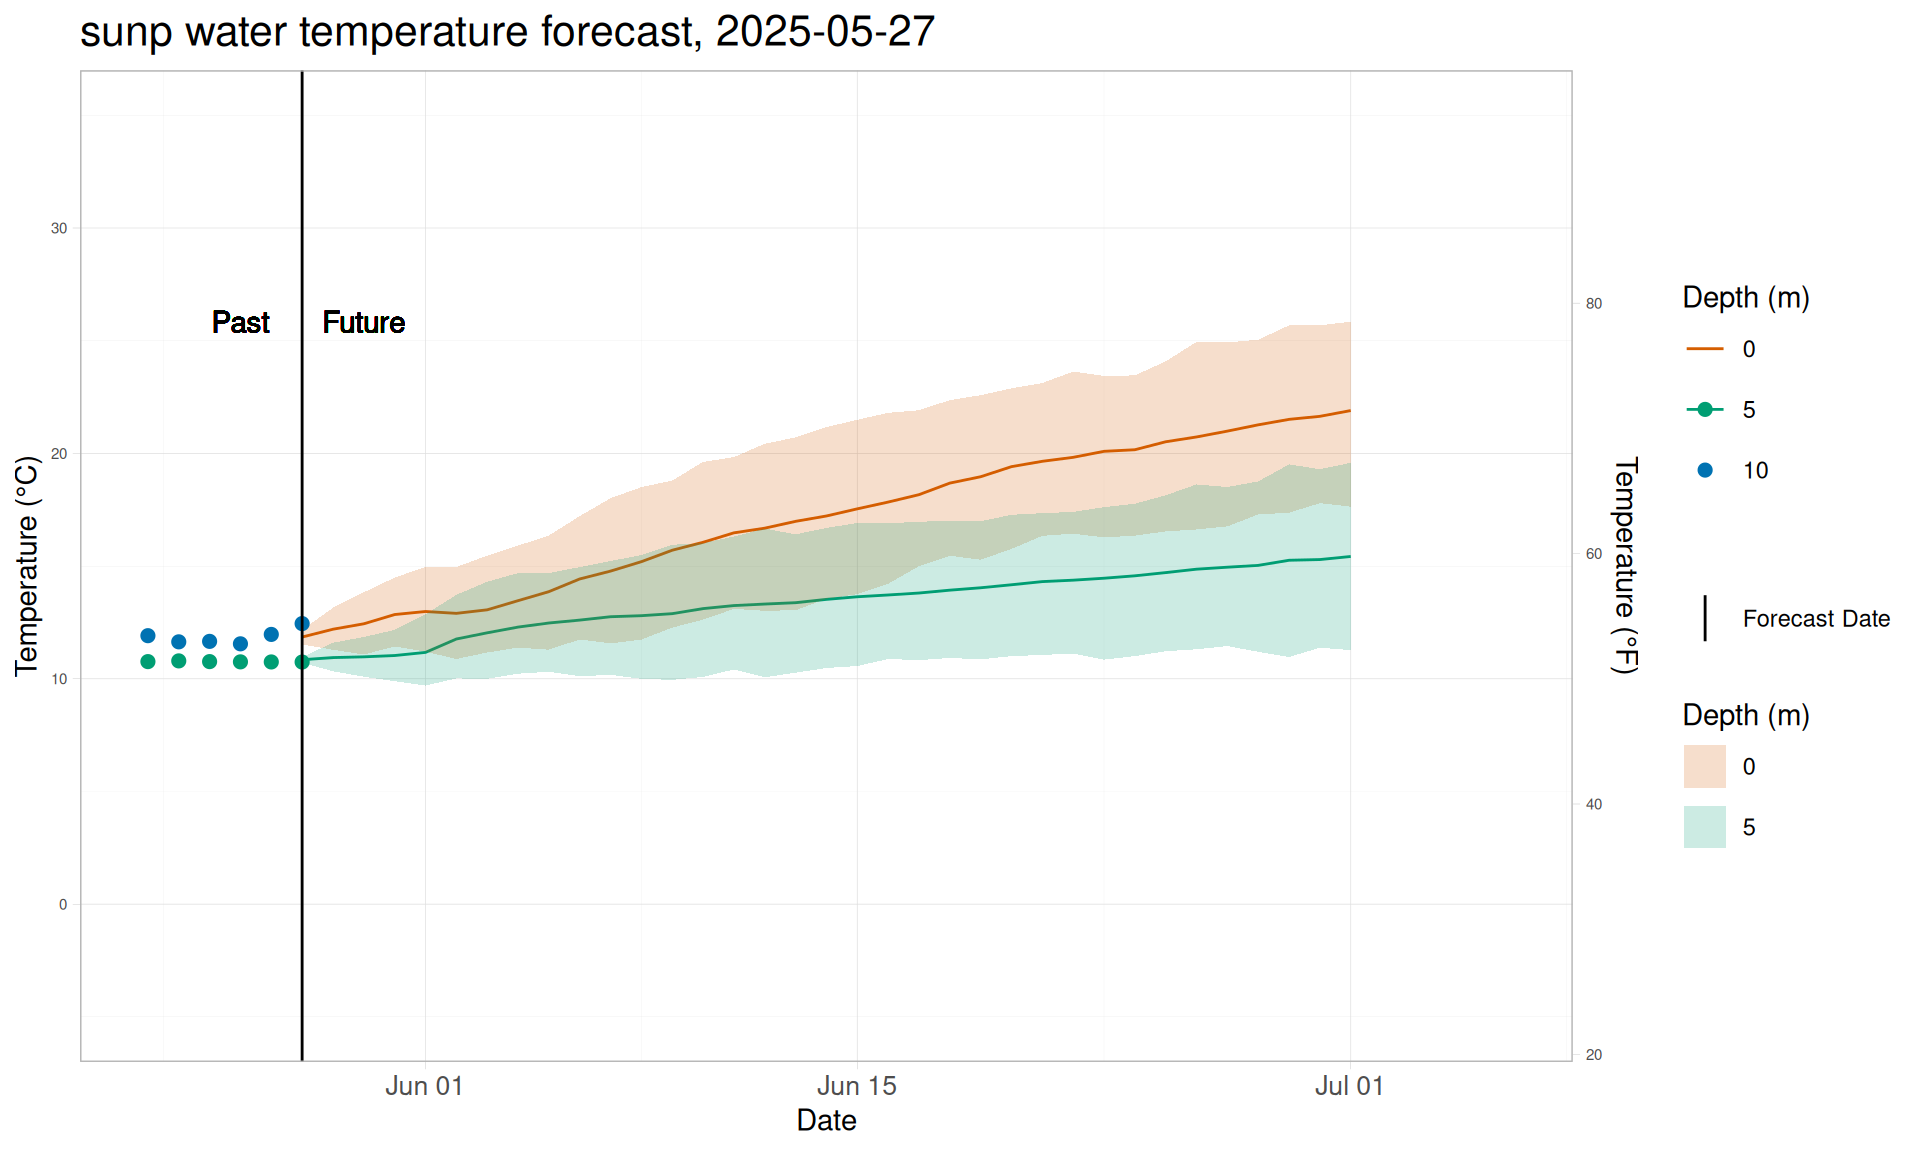 sunp water temperature forecast, 2025-05-27
Temperature (°C)
30
20
10
0
Past
Future
Jun 01
Jun 15
Jul 01
Date
80
60
40
20
Temperature (°F)
Depth (m)
0
5
10
Forecast Date
Depth (m)
0
5